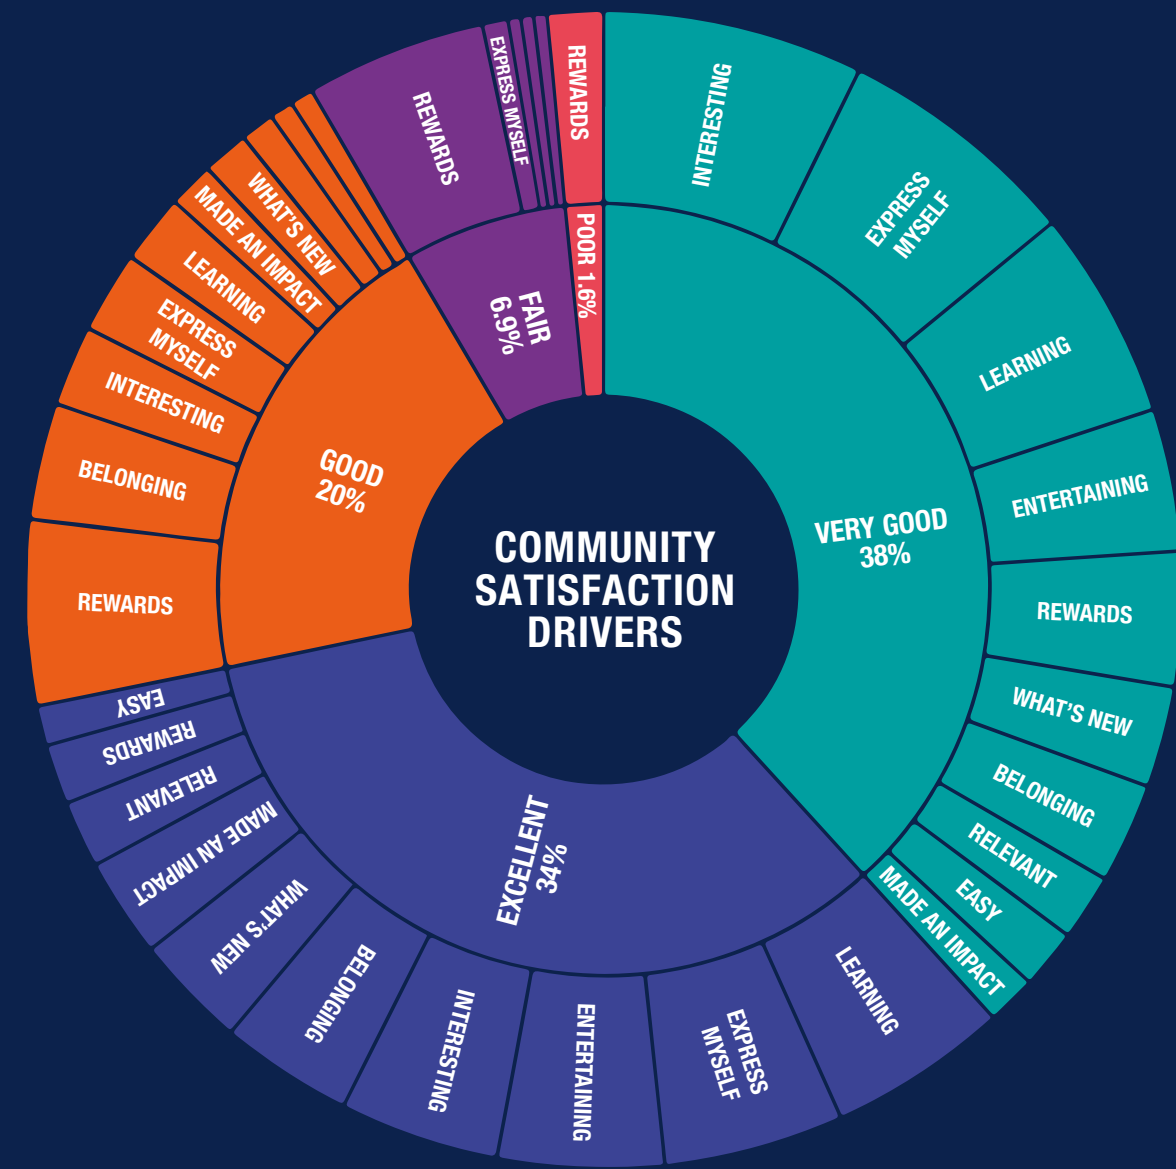 COMMUNITY
SATISFACTION
DRIVERS
VERY GOOD
38%
INTERESTING
EXPRESS
MYSELF
LEARNING
ENTERTAINING
REWARDS
WHAT'S NEW
BELONGING
RELEVANT
EASY
MADE AN IMPACT
EXCELLENT
34%
LEARNING
EXPRESS
MYSELF
ENTERTAINING
INTERESTING
BELONGING
WHAT'S NEW
MADE AN IMPACT
RELEVANT
REWARDS
EASY
GOOD
20%
REWARDS
BELONGING
INTERESTING
EXPRESS
MYSELF
LEARNING
MADE AN IMPACT
WHAT'S NEW
FAIR
6.9%
REWARDS
EXPRESS MYSELF
POOR 1.6%
REWARDS